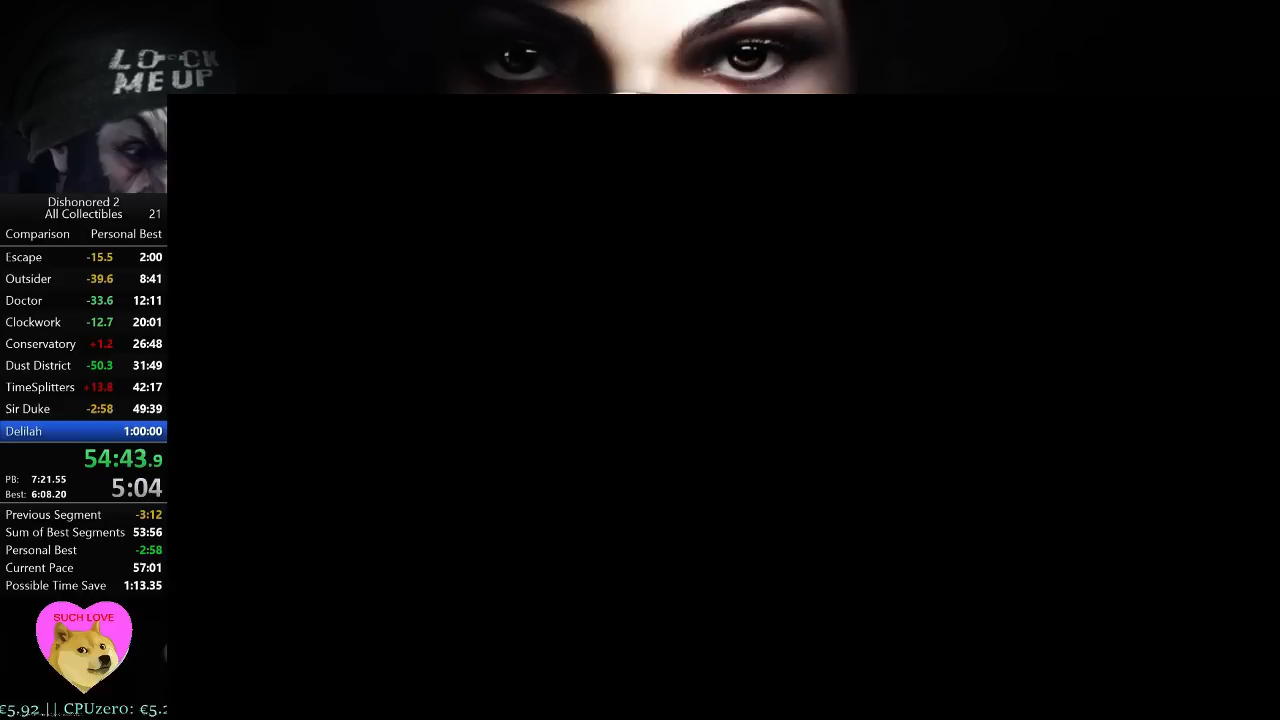 LO CK
ME UP
Dishonored 2
All Collectibles 21
Comparison Personal Best
Escape -15.5 2:00
Outsider -39.6 8:41
Doctor -33.6 12:11
Clockwork -12.7 20:01
Conservatory +1.2 26:48
Dust District -50.3 31:49
TimeSplitters +13.8 42:17
Sir Duke -2:58 49:39
Delilah 1:00:00
54:43.9
PB: 7:21.55
Best: 6:08.20
5:04
Previous Segment -3:12
Sum of Best Segments 53:56
Personal Best -2:58
Current Pace 57:01
Possible Time Save 1:13.35
SUCH LOVE
€5.92 || CPUzero: €5.2